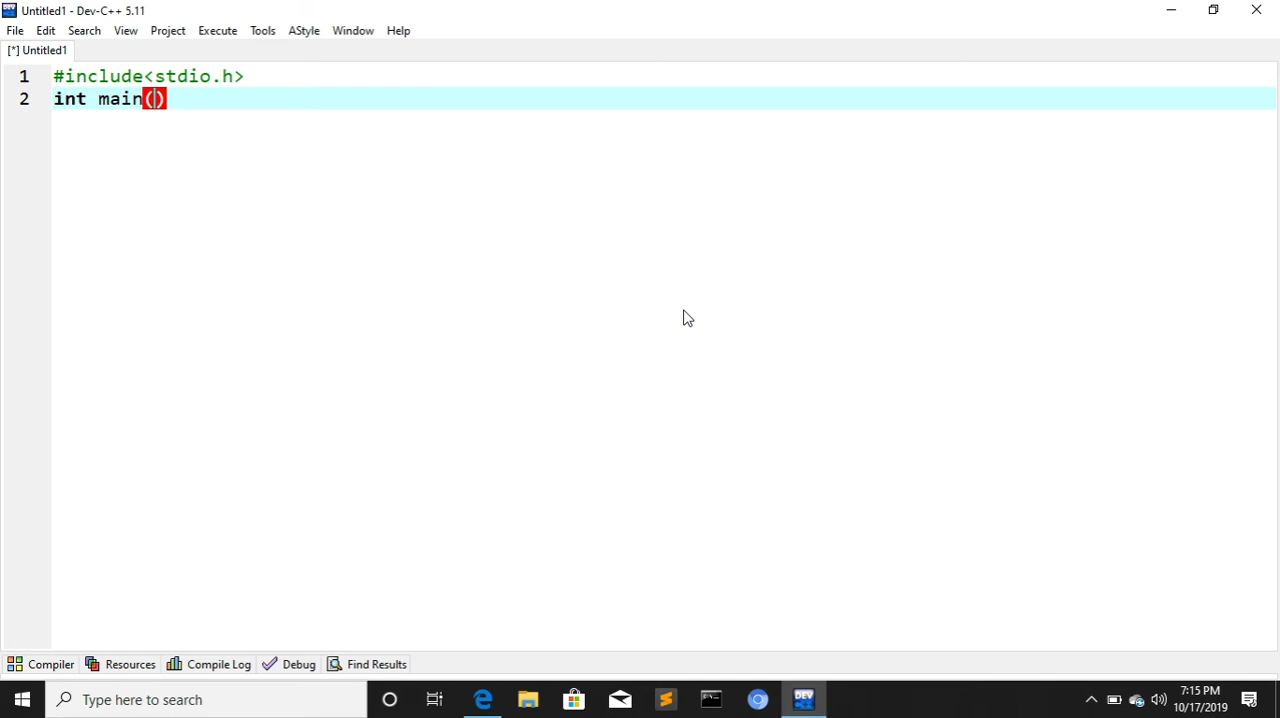 Untitled1 - Dev-C++ 5.11
File Edit Search View Project Execute Tools AStyle Window Help
[*] Untitled1
1 #include<stdio.h>
2 int main()
Compiler Resources Compile Log Debug Find Results
Type here to search
7:15 PM
10/17/2019